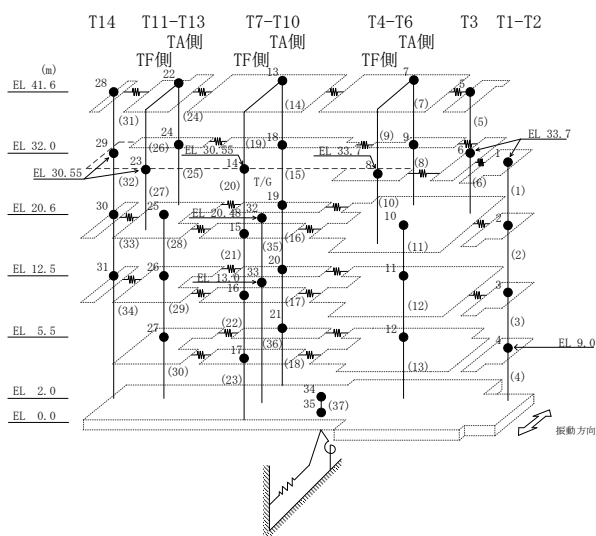 T14 T11-T13 T7-T10 T4-T6 T3 T1-T2
TA側 TA側 TA側
TF側 TF側 TF側
(m)
EL 41.6 28 22 13 7 5
(31) (24) (14) (7) (5)
EL 33.7
EL 32.0 29 24 (26) EL 30.55 (19) 18 EL 33.7 (9) 9 6 1
EL 30.55 (32) 23 (25) 14 (15) 8 (8) (6) (1)
(27) (20) T/G (10)
EL 20.6 30 25 EL 20.48 32 19 10 2
(33) (28) 15 (35) (16) (11) (2)
(21) 20
EL 12.5 31 26 EL 13.0 33 11 3
(34) (29) 16 (17) (12) (3)
EL 5.5 27 (22) 21 12 4 EL 9.0
(30) 17 (36) (18) (13) (4)
(23)
EL 2.0 34
EL 0.0 35 (37)
振動方向